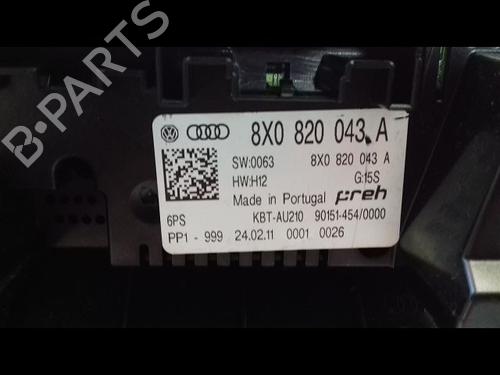 B-PARTS
8X0 820 043 A
SW:0063 8X0 820 043 A
HW:H12 G:15S
Made in Portugal Preh
6PS KBT-AU210 90151-454/0000
PP1 - 999 24.02.11 0001 0026